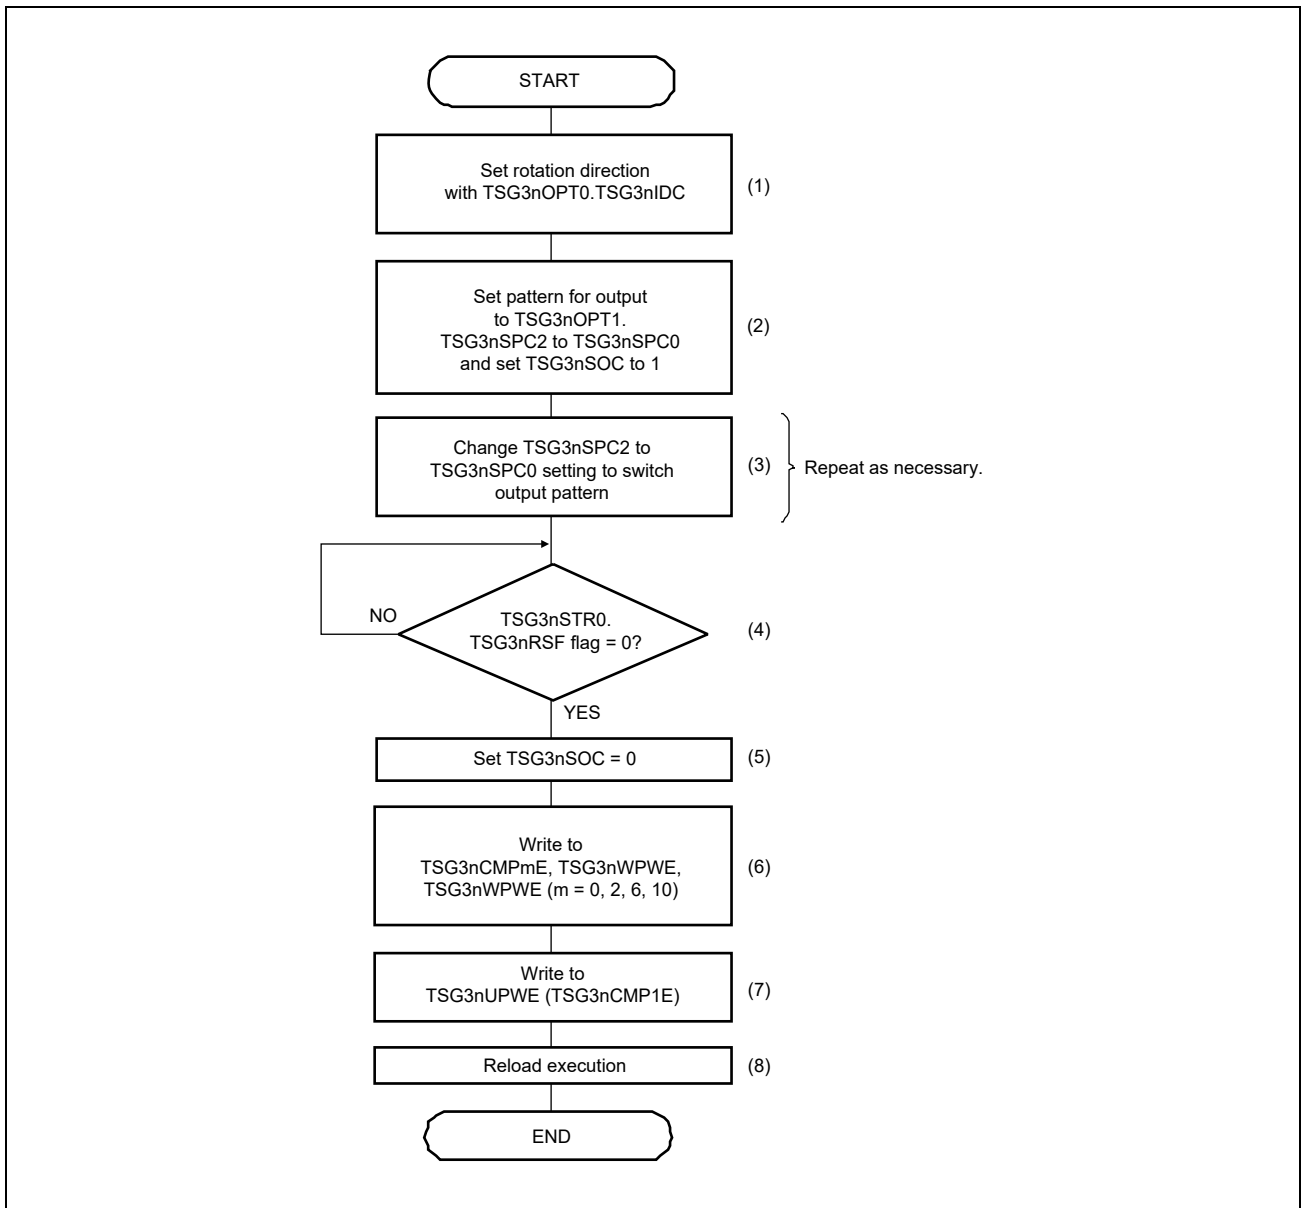 START
Set rotation direction
with TSG3nOPT0.TSG3nIDC
(1)
Set pattern for output
to TSG3nOPT1.
TSG3nSPC2 to TSG3nSPC0
and set TSG3nSOC to 1
(2)
Change TSG3nSPC2 to
TSG3nSPC0 setting to switch
output pattern
(3)
Repeat as necessary.
NO
TSG3nSTR0.
TSG3nRSF flag = 0?
(4)
YES
Set TSG3nSOC = 0
(5)
Write to
TSG3nCMPmE, TSG3nWPWE,
TSG3nWPWE (m = 0, 2, 6, 10)
(6)
Write to
TSG3nUPWE (TSG3nCMP1E)
(7)
Reload execution
(8)
END